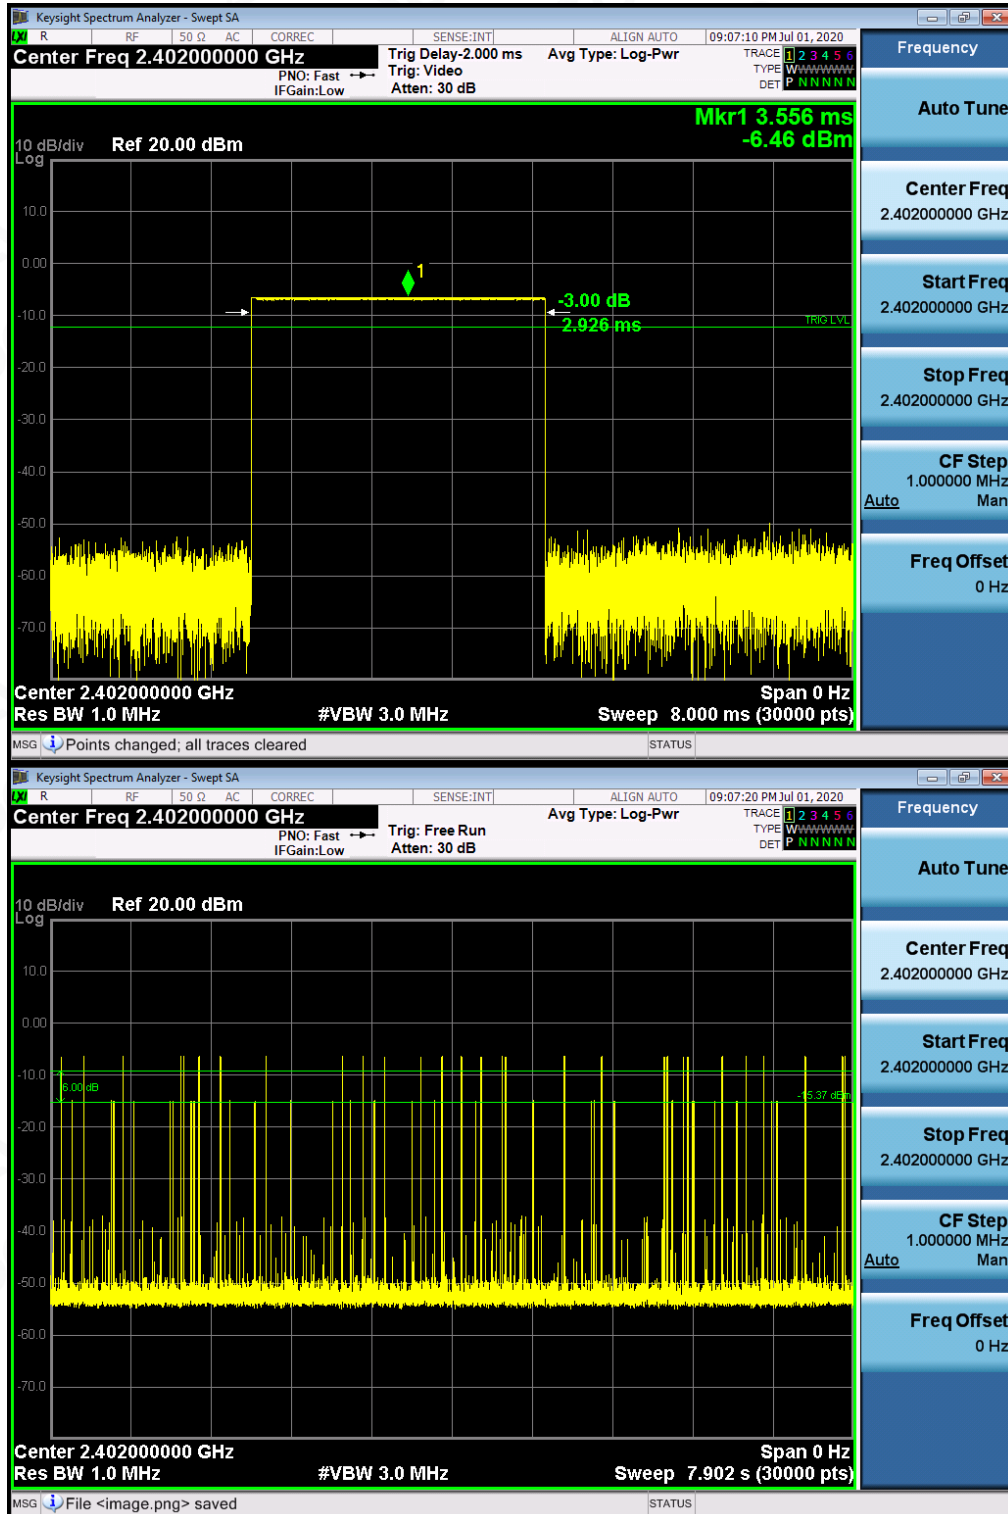 Keysight Spectrum Analyzer - Swept SA
LXI R RF 50 Ω AC CORREC SENSE:INT ALIGN AUTO 09:07:10 PM Jul 01, 2020
Center Freq 2.402000000 GHz Trig Delay-2.000 ms Avg Type: Log-Pwr TRACE 1 2 3 4 5 6
PNO: Fast Trig: Video TYPE WWWWWW
IFGain:Low Atten: 30 dB DET P N N N N N
Mkr1 3.556 ms
-6.46 dBm
10 dB/div Ref 20.00 dBm
Log
10.0
0.00
1
-3.00 dB
-10.0
2.926 ms
TRIG LVL
-20.0
-30.0
-40.0
-50.0
-60.0
-70.0
Center 2.402000000 GHz Span 0 Hz
Res BW 1.0 MHz #VBW 3.0 MHz Sweep 8.000 ms (30000 pts)
MSG Points changed; all traces cleared STATUS
Frequency
Auto Tune
Center Freq
2.402000000 GHz
Start Freq
2.402000000 GHz
Stop Freq
2.402000000 GHz
CF Step
1.000000 MHz
Auto Man
Freq Offset
0 Hz
Keysight Spectrum Analyzer - Swept SA
LXI R RF 50 Ω AC CORREC SENSE:INT ALIGN AUTO 09:07:20 PM Jul 01, 2020
Center Freq 2.402000000 GHz Avg Type: Log-Pwr TRACE 1 2 3 4 5 6
PNO: Fast Trig: Free Run TYPE WWWWWW
IFGain:Low Atten: 30 dB DET P N N N N N
10 dB/div Ref 20.00 dBm
Log
10.0
0.00
-10.0
6.00 dB
-15.37 dBm
-20.0
-30.0
-40.0
-50.0
-60.0
-70.0
Center 2.402000000 GHz Span 0 Hz
Res BW 1.0 MHz #VBW 3.0 MHz Sweep 7.902 s (30000 pts)
MSG File <image.png> saved STATUS
Frequency
Auto Tune
Center Freq
2.402000000 GHz
Start Freq
2.402000000 GHz
Stop Freq
2.402000000 GHz
CF Step
1.000000 MHz
Auto Man
Freq Offset
0 Hz